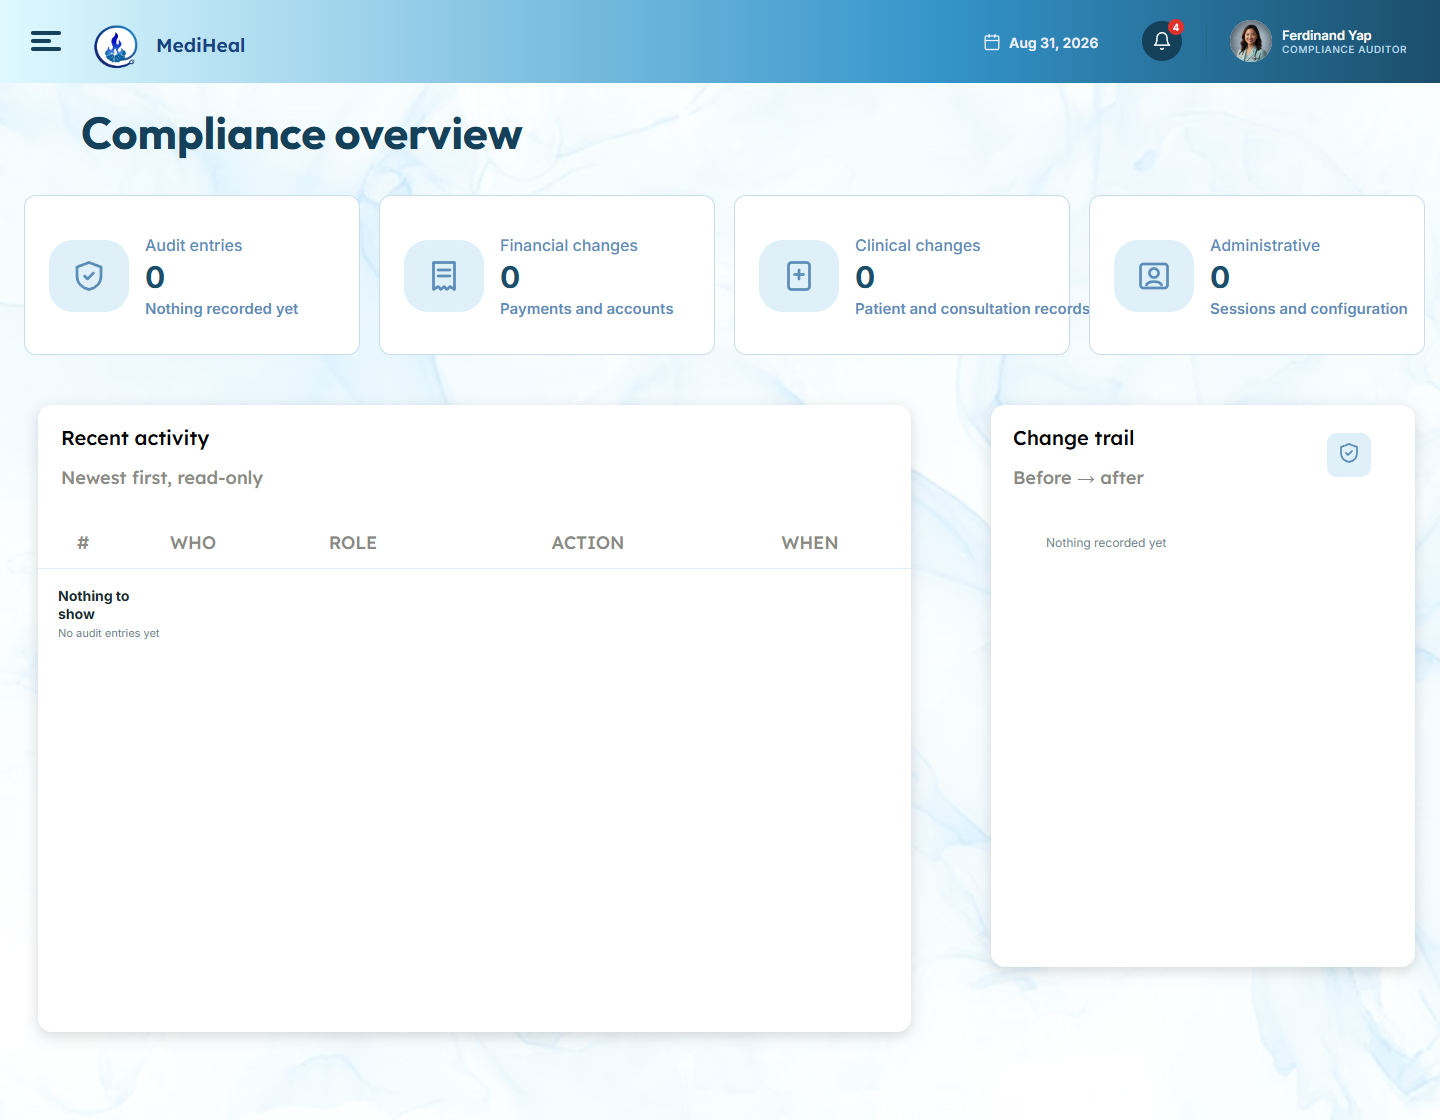 MediHeal
Aug 31, 2026
4
Ferdinand Yap
COMPLIANCE AUDITOR
Compliance overview
Audit entries
0
Nothing recorded yet
Financial changes
0
Payments and accounts
Clinical changes
0
Patient and consultation records
Administrative
0
Sessions and configuration
Recent activity
Newest first, read-only
# WHO ROLE ACTION WHEN
Nothing to
show
No audit entries yet
Change trail
Before → after
Nothing recorded yet